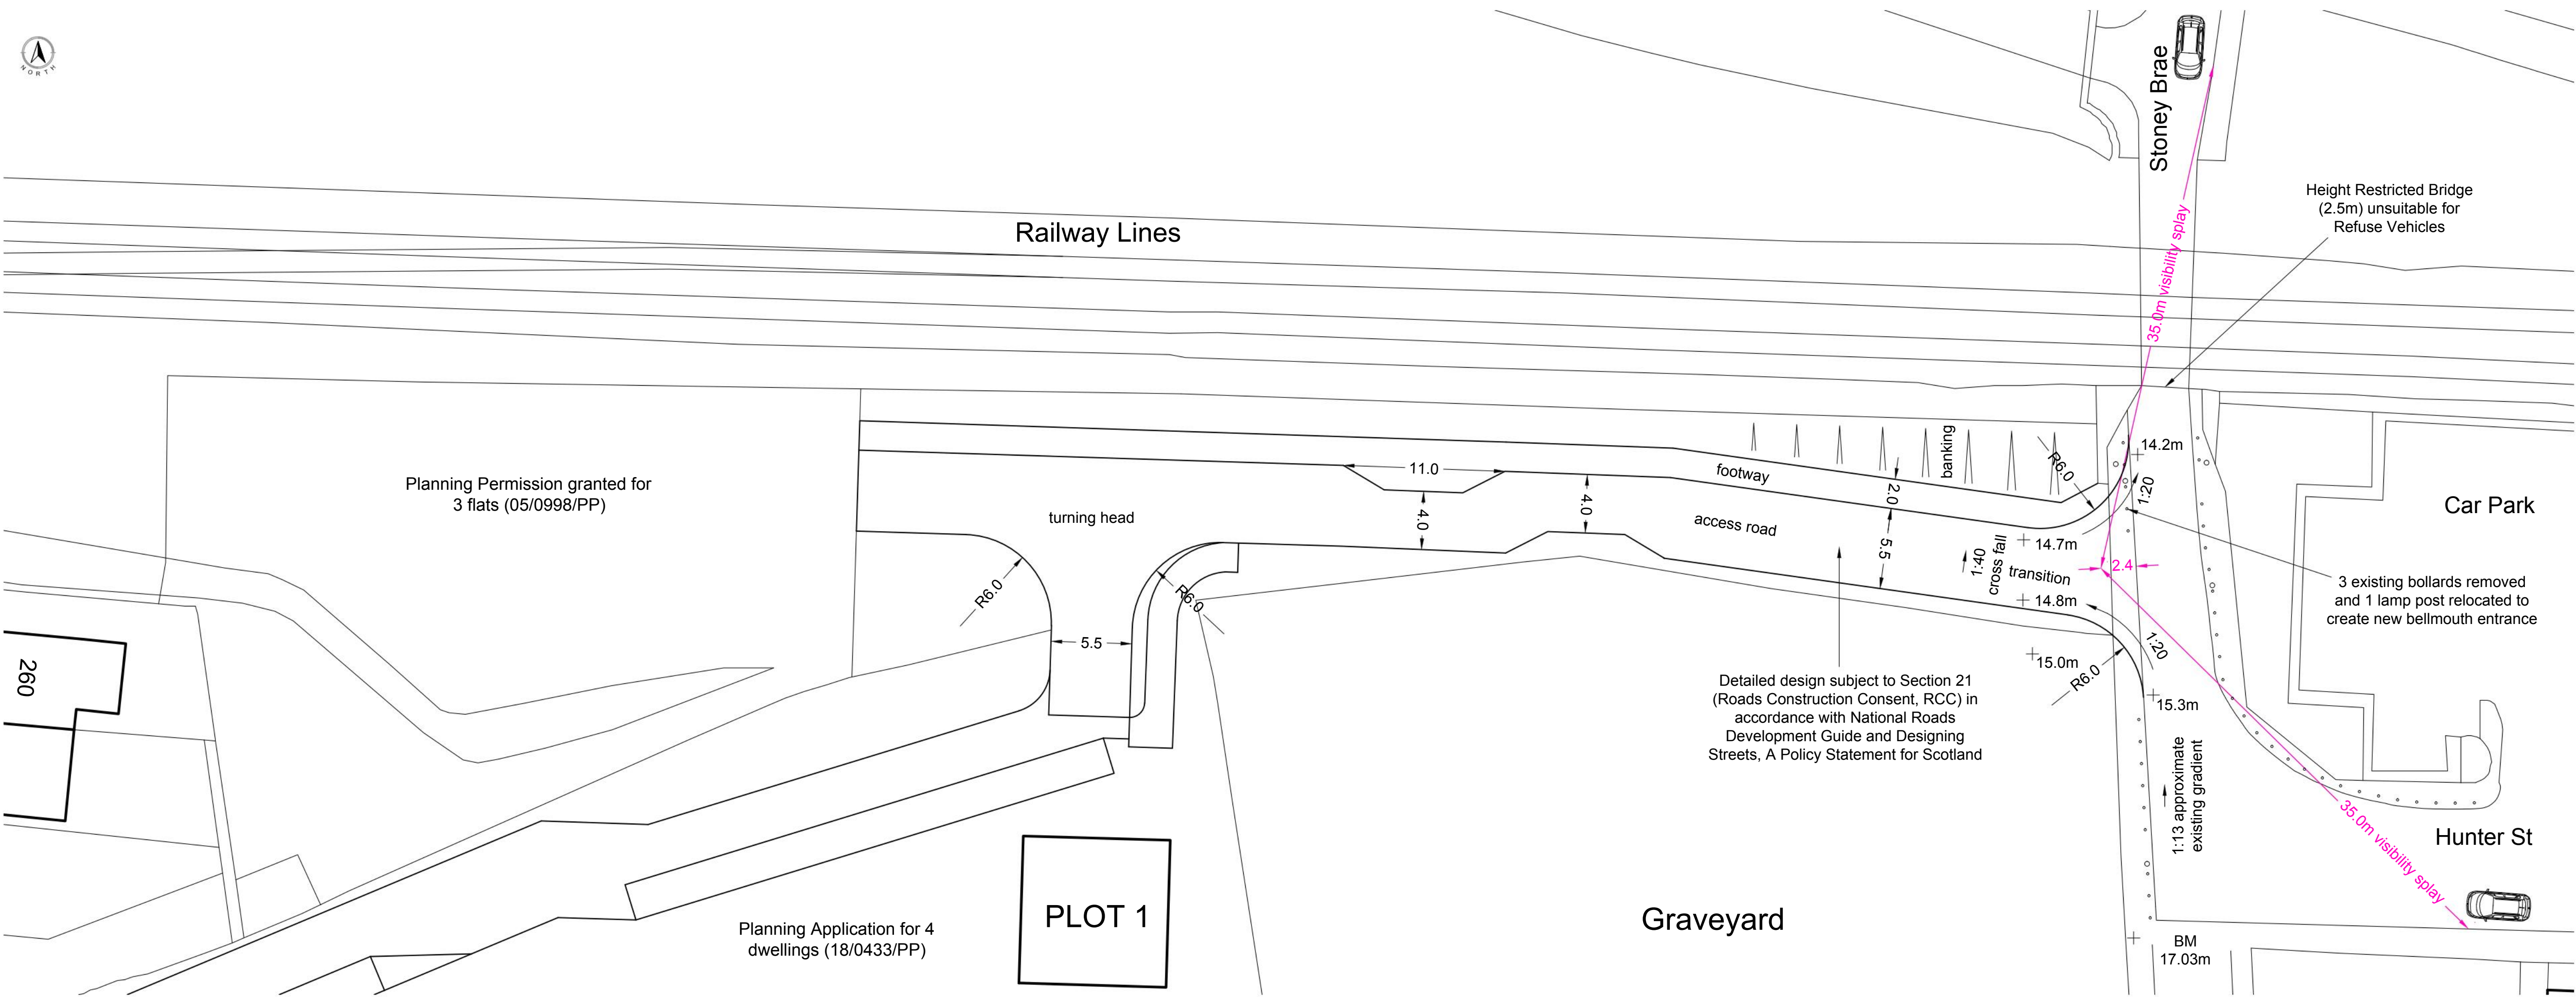 NORTH
Stoney Brae
Height Restricted Bridge
(2.5m) unsuitable for
Refuse Vehicles
Railway Lines
35.0m visibility splay
banking
R6.0
14.2m
1:20
11.0
footway
2.0
Planning Permission granted for
3 flats (05/0998/PP)
Car Park
turning head
4.0
4.0
access road
5.5
14.7m
1:40
cross fall
transition
2.4
14.8m
3 existing bollards removed
and 1 lamp post relocated to
create new bellmouth entrance
R6.0
R6.0
5.5
1:20
15.0m
R6.0
15.3m
260
Detailed design subject to Section 21
(Roads Construction Consent, RCC) in
accordance with National Roads
Development Guide and Designing
Streets, A Policy Statement for Scotland
1:13 approximate
existing gradient
35.0m visibility splay
Hunter St
PLOT 1
Graveyard
Planning Application for 4
dwellings (18/0433/PP)
BM
17.03m